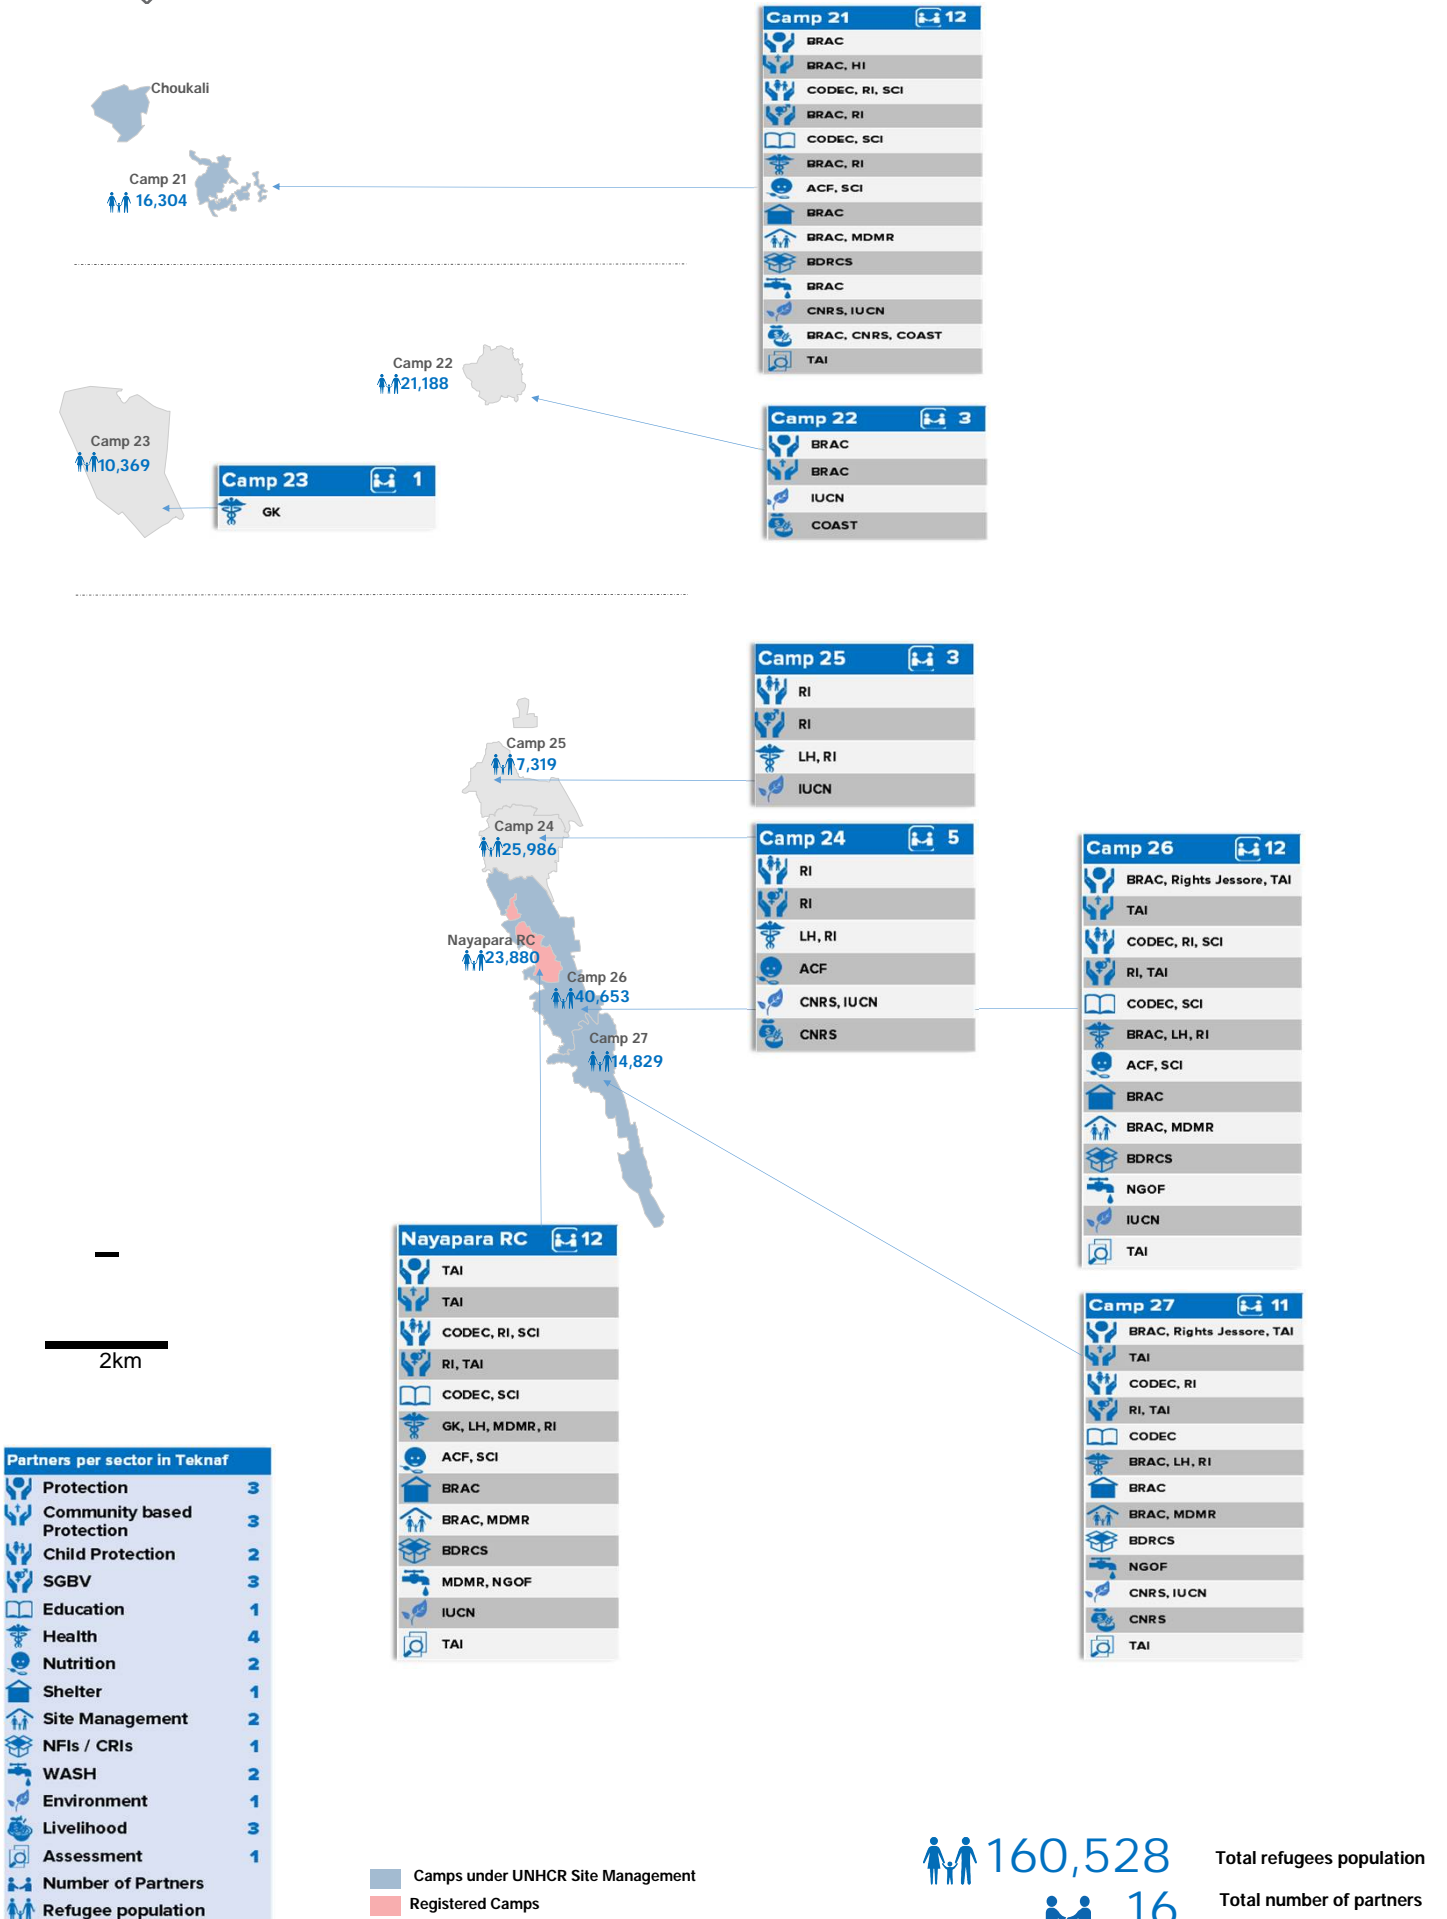 Choukali
Camp 21
16,304
Camp 21 12
BRAC
BRAC, HI
CODEC, RI, SCI
BRAC, RI
CODEC, SCI
BRAC, RI
ACF, SCI
BRAC
BRAC, MDMR
BDRCS
BRAC
CNRS, IUCN
BRAC, CNRS, COAST
TAI
Camp 22
21,188
Camp 22 3
BRAC
BRAC
IUCN
COAST
Camp 23
10,369
Camp 23 1
GK
Camp 25
7,319
Camp 25 3
RI
RI
LH, RI
IUCN
Camp 24
25,986
Camp 24 5
RI
RI
LH, RI
ACF
CNRS, IUCN
CNRS
Nayapara RC
23,880
Camp 26
40,653
Camp 27
14,829
Camp 26 12
BRAC, Rights Jessore, TAI
TAI
CODEC, RI, SCI
RI, TAI
CODEC, SCI
BRAC, LH, RI
ACF, SCI
BRAC
BRAC, MDMR
BDRCS
NGOF
IUCN
TAI
Nayapara RC 12
TAI
TAI
CODEC, RI, SCI
RI, TAI
CODEC, SCI
GK, LH, MDMR, RI
ACF, SCI
BRAC
BRAC, MDMR
BDRCS
MDMR, NGOF
IUCN
TAI
Camp 27 11
BRAC, Rights Jessore, TAI
TAI
CODEC, RI
RI, TAI
CODEC
BRAC, LH, RI
BRAC
BRAC, MDMR
BDRCS
NGOF
CNRS, IUCN
CNRS
TAI
2km
Partners per sector in Teknaf
Protection 3
Community based
Protection 3
Child Protection 2
SGBV 3
Education 1
Health 4
Nutrition 2
Shelter 1
Site Management 2
NFIs / CRIs 1
WASH 2
Environment 1
Livelihood 3
Assessment 1
Number of Partners
Refugee population
Camps under UNHCR Site Management
Registered Camps
160,528 Total refugees population
16 Total number of partners